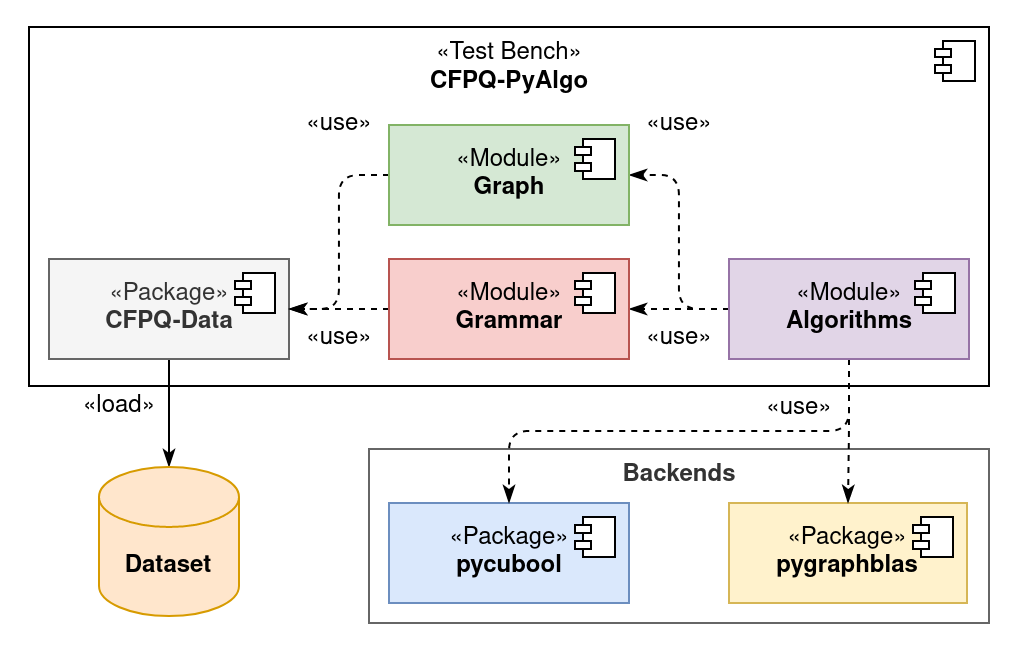 «Test Bench»
CFPQ-PyAlgo
«use»
«use»
«Module»
Graph
«Package»
CFPQ-Data
«Module»
Grammar
«Module»
Algorithms
«use»
«use»
«load»
«use»
Backends
Dataset
«Package»
pycubool
«Package»
pygraphblas